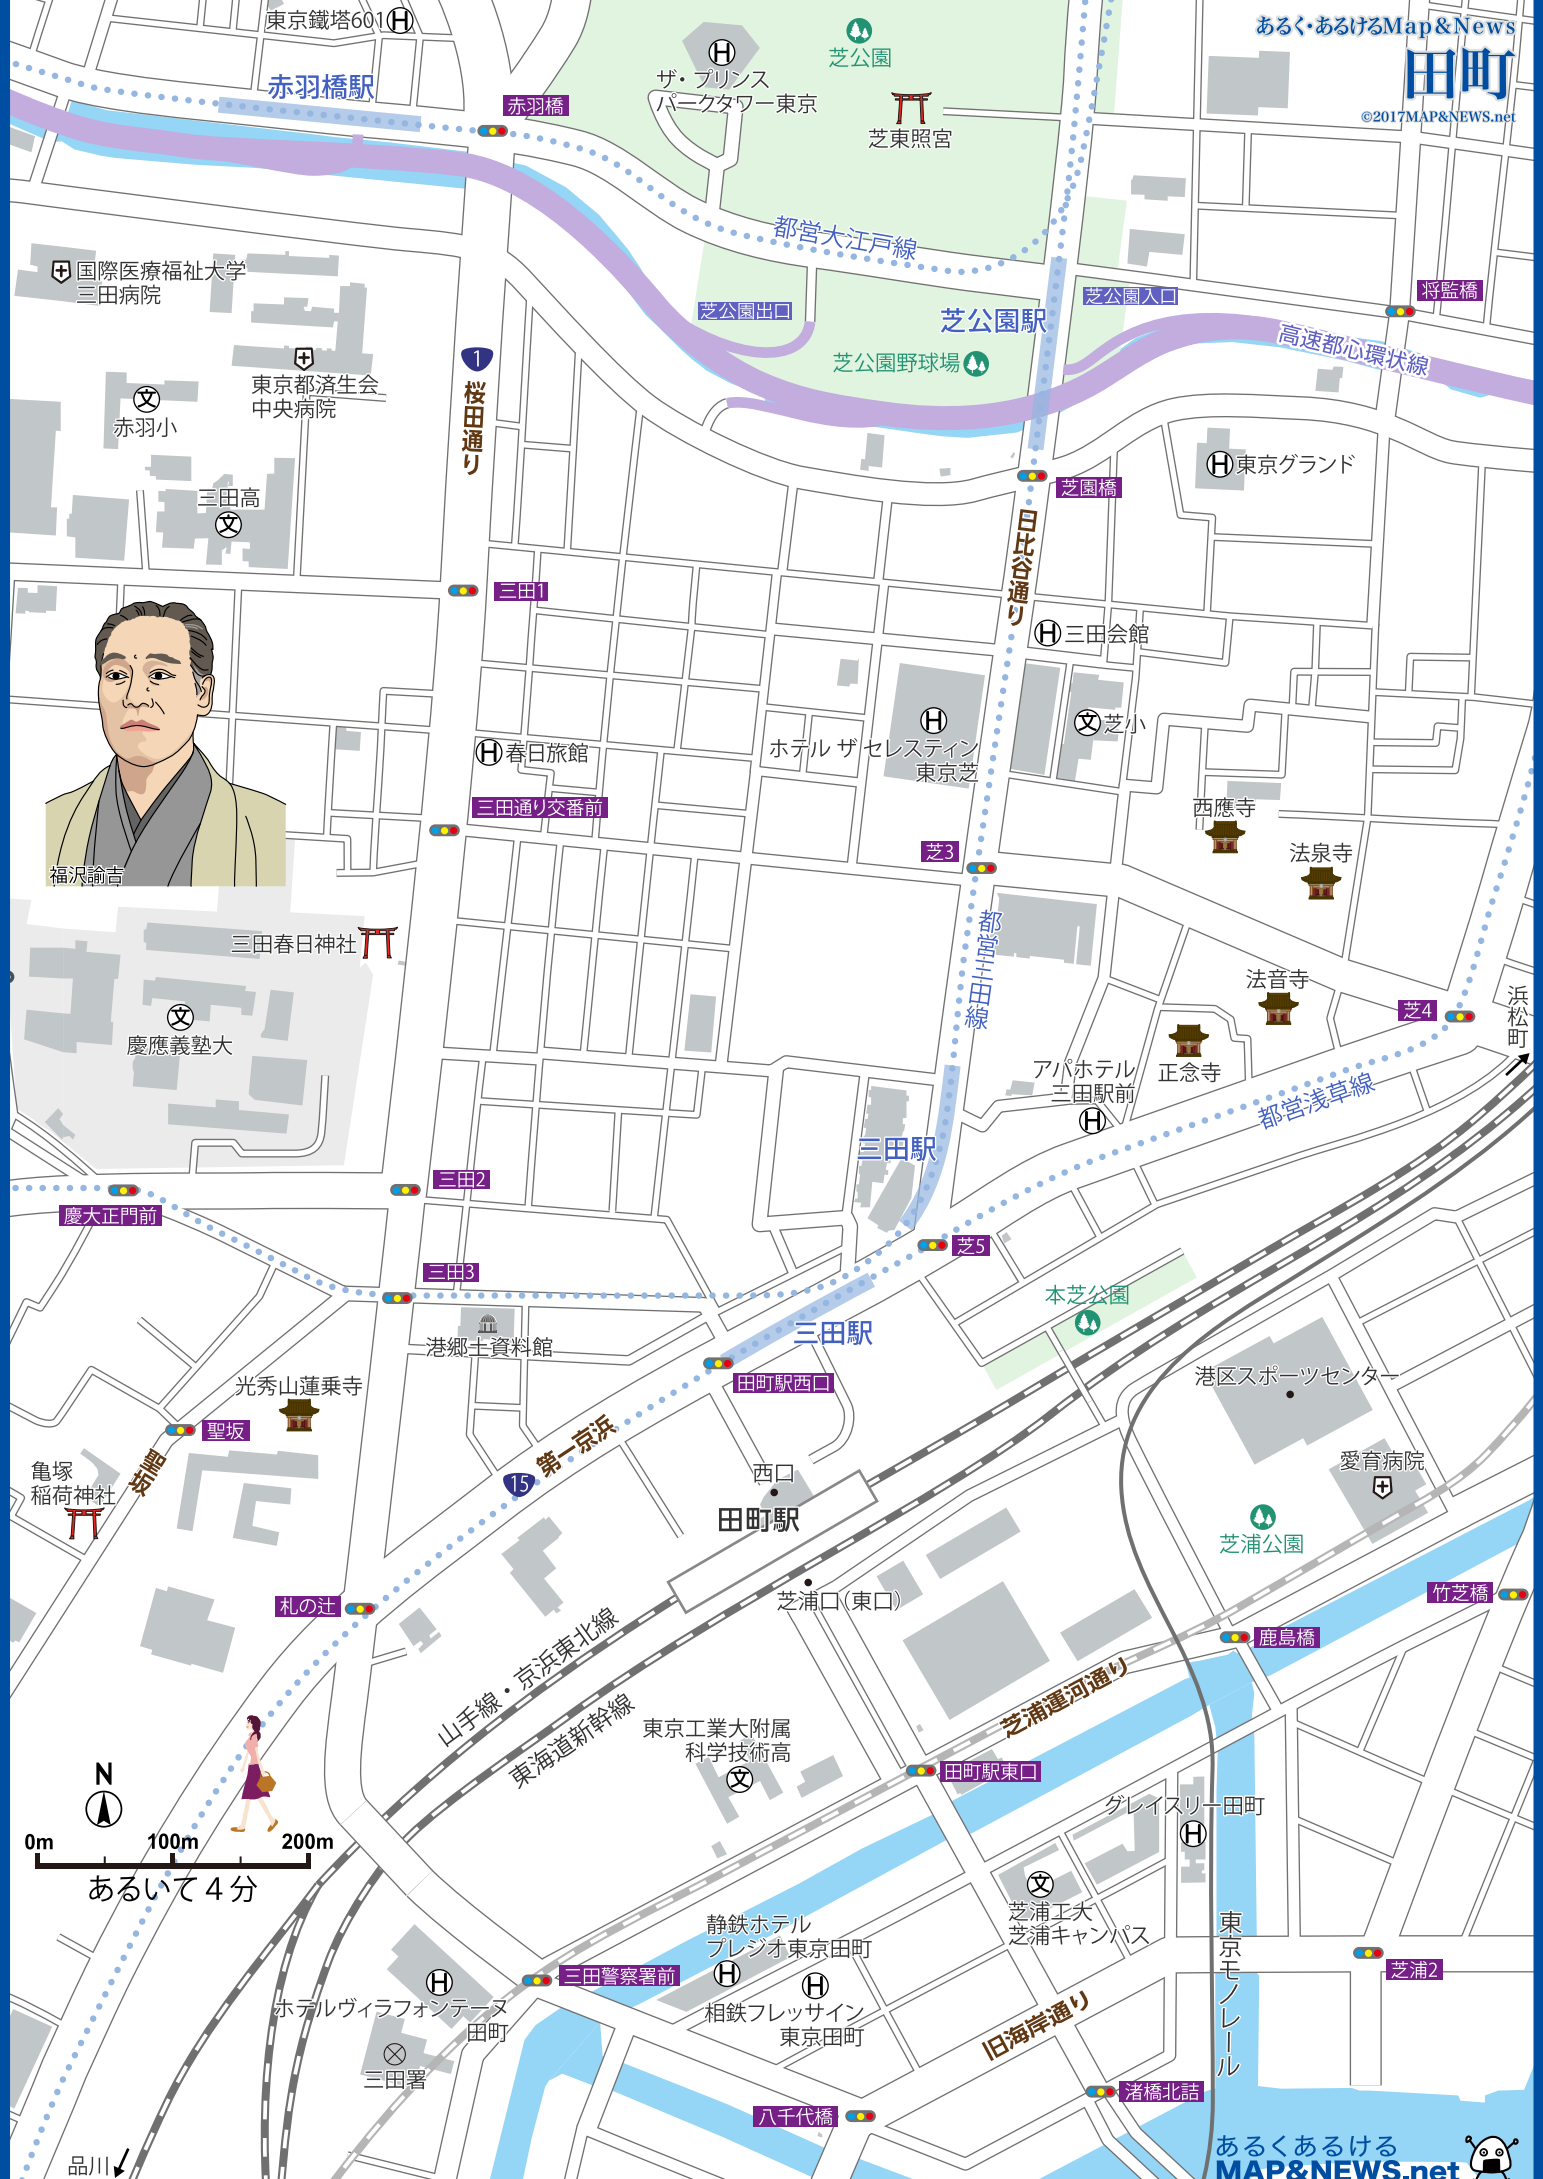 東京鐵塔601
赤羽橋駅
赤羽橋
ザ・プリンス
パークタワー東京
芝公園
芝東照宮
あるく・あるけるMap&News
田町
©2017MAP&NEWS.net
都営大江戸線
国際医療福祉大学
三田病院
芝公園出口
芝公園駅
芝公園入口
将監橋
高速都心環状線
芝公園野球場
東京都済生会
中央病院
赤羽小
1
桜田通り
三田高
東京グランド
芝園橋
日比谷通り
三田1
三田会館
芝小
ホテル ザ セレスティン
東京芝
春日旅館
三田通り交番前
芝3
西應寺
法泉寺
福沢諭吉
三田春日神社
都営三田線
法音寺
芝4
浜松町
慶應義塾大
アパホテル
三田駅前
正念寺
都営浅草線
三田駅
三田2
慶大正門前
芝5
三田3
本芝公園
港郷土資料館
三田駅
田町駅西口
港区スポーツセンター
光秀山蓮乗寺
聖坂
聖坂
亀塚
稲荷神社
15
第一京浜
西口
田町駅
愛育病院
芝浦公園
芝浦口(東口)
竹芝橋
札の辻
鹿島橋
山手線・京浜東北線
東海道新幹線
芝浦運河通り
東京工業大附属
科学技術高
田町駅東口
グレイスリー田町
N
0m 100m 200m
あるいて4分
芝浦工大
芝浦キャンパス
東京モノレール
静鉄ホテル
プレジオ東京田町
芝浦2
三田警察署前
ホテルヴィラフォンテーヌ
田町
相鉄フレッサイン
東京田町
旧海岸通り
三田署
渚橋北詰
八千代橋
品川
あるくあるける
MAP&NEWS.net